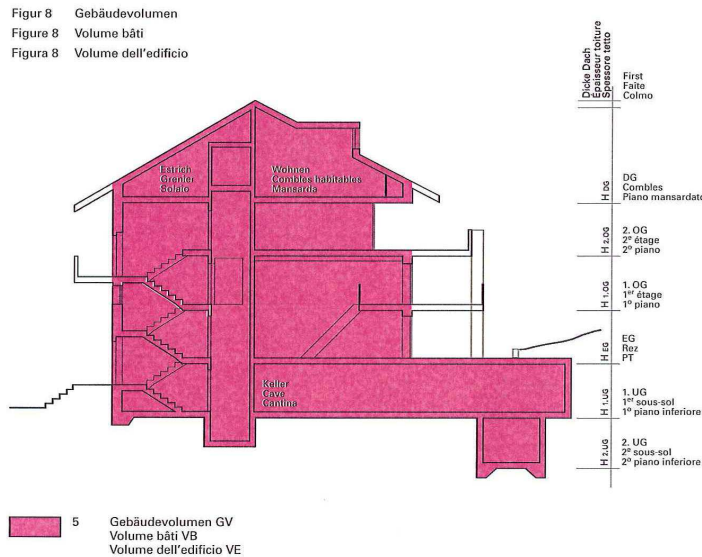 Figur 8 Gebäudevolumen
Figure 8 Volume bâti
Figura 8 Volume dell'edificio
Dicke Dach
Epaisseur toiture
Spessore tetto
First
Faîte
Colmo
Estrich
Grenier
Solaio
Wohnen
Combles habitables
Mansarda
H DG
DG
Combles
Piano mansardato
H 2.OG
2. OG
2e étage
2o piano
H 1.OG
1. OG
1er étage
1o piano
H EG
EG
Rez
PT
Keller
Cave
Cantina
H 1.UG
1. UG
1er sous-sol
1o piano inferiore
H 2.UG
2. UG
2e sous-sol
2o piano inferiore
5 Gebäudevolumen GV
Volume bâti VB
Volume dell'edificio VE